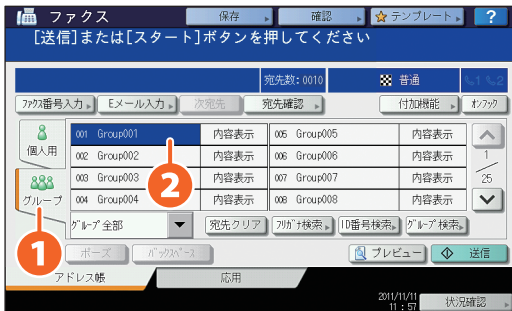 ファクス 保存 確認 テンプレート ?
[送信]または[スタート]ボタンを押してください
宛先数:0010 普通 1 2
ファクス番号入力 Eメール入力 次宛先 宛先確認 付加機能 オンフック
個人用
グループ
001 Group001 内容表示 005 Group005 内容表示
002 Group002 内容表示 006 Group006 内容表示
003 Group003 内容表示 007 Group007 内容表示
004 Group004 内容表示 008 Group008 内容表示
1
25
1
2
グループ全部 宛先クリア フリガナ検索 ID番号検索 グループ検索
ポーズ バックスペース プレビュー 送信
アドレス帳 応用
2011/11/11
11:57
状況確認